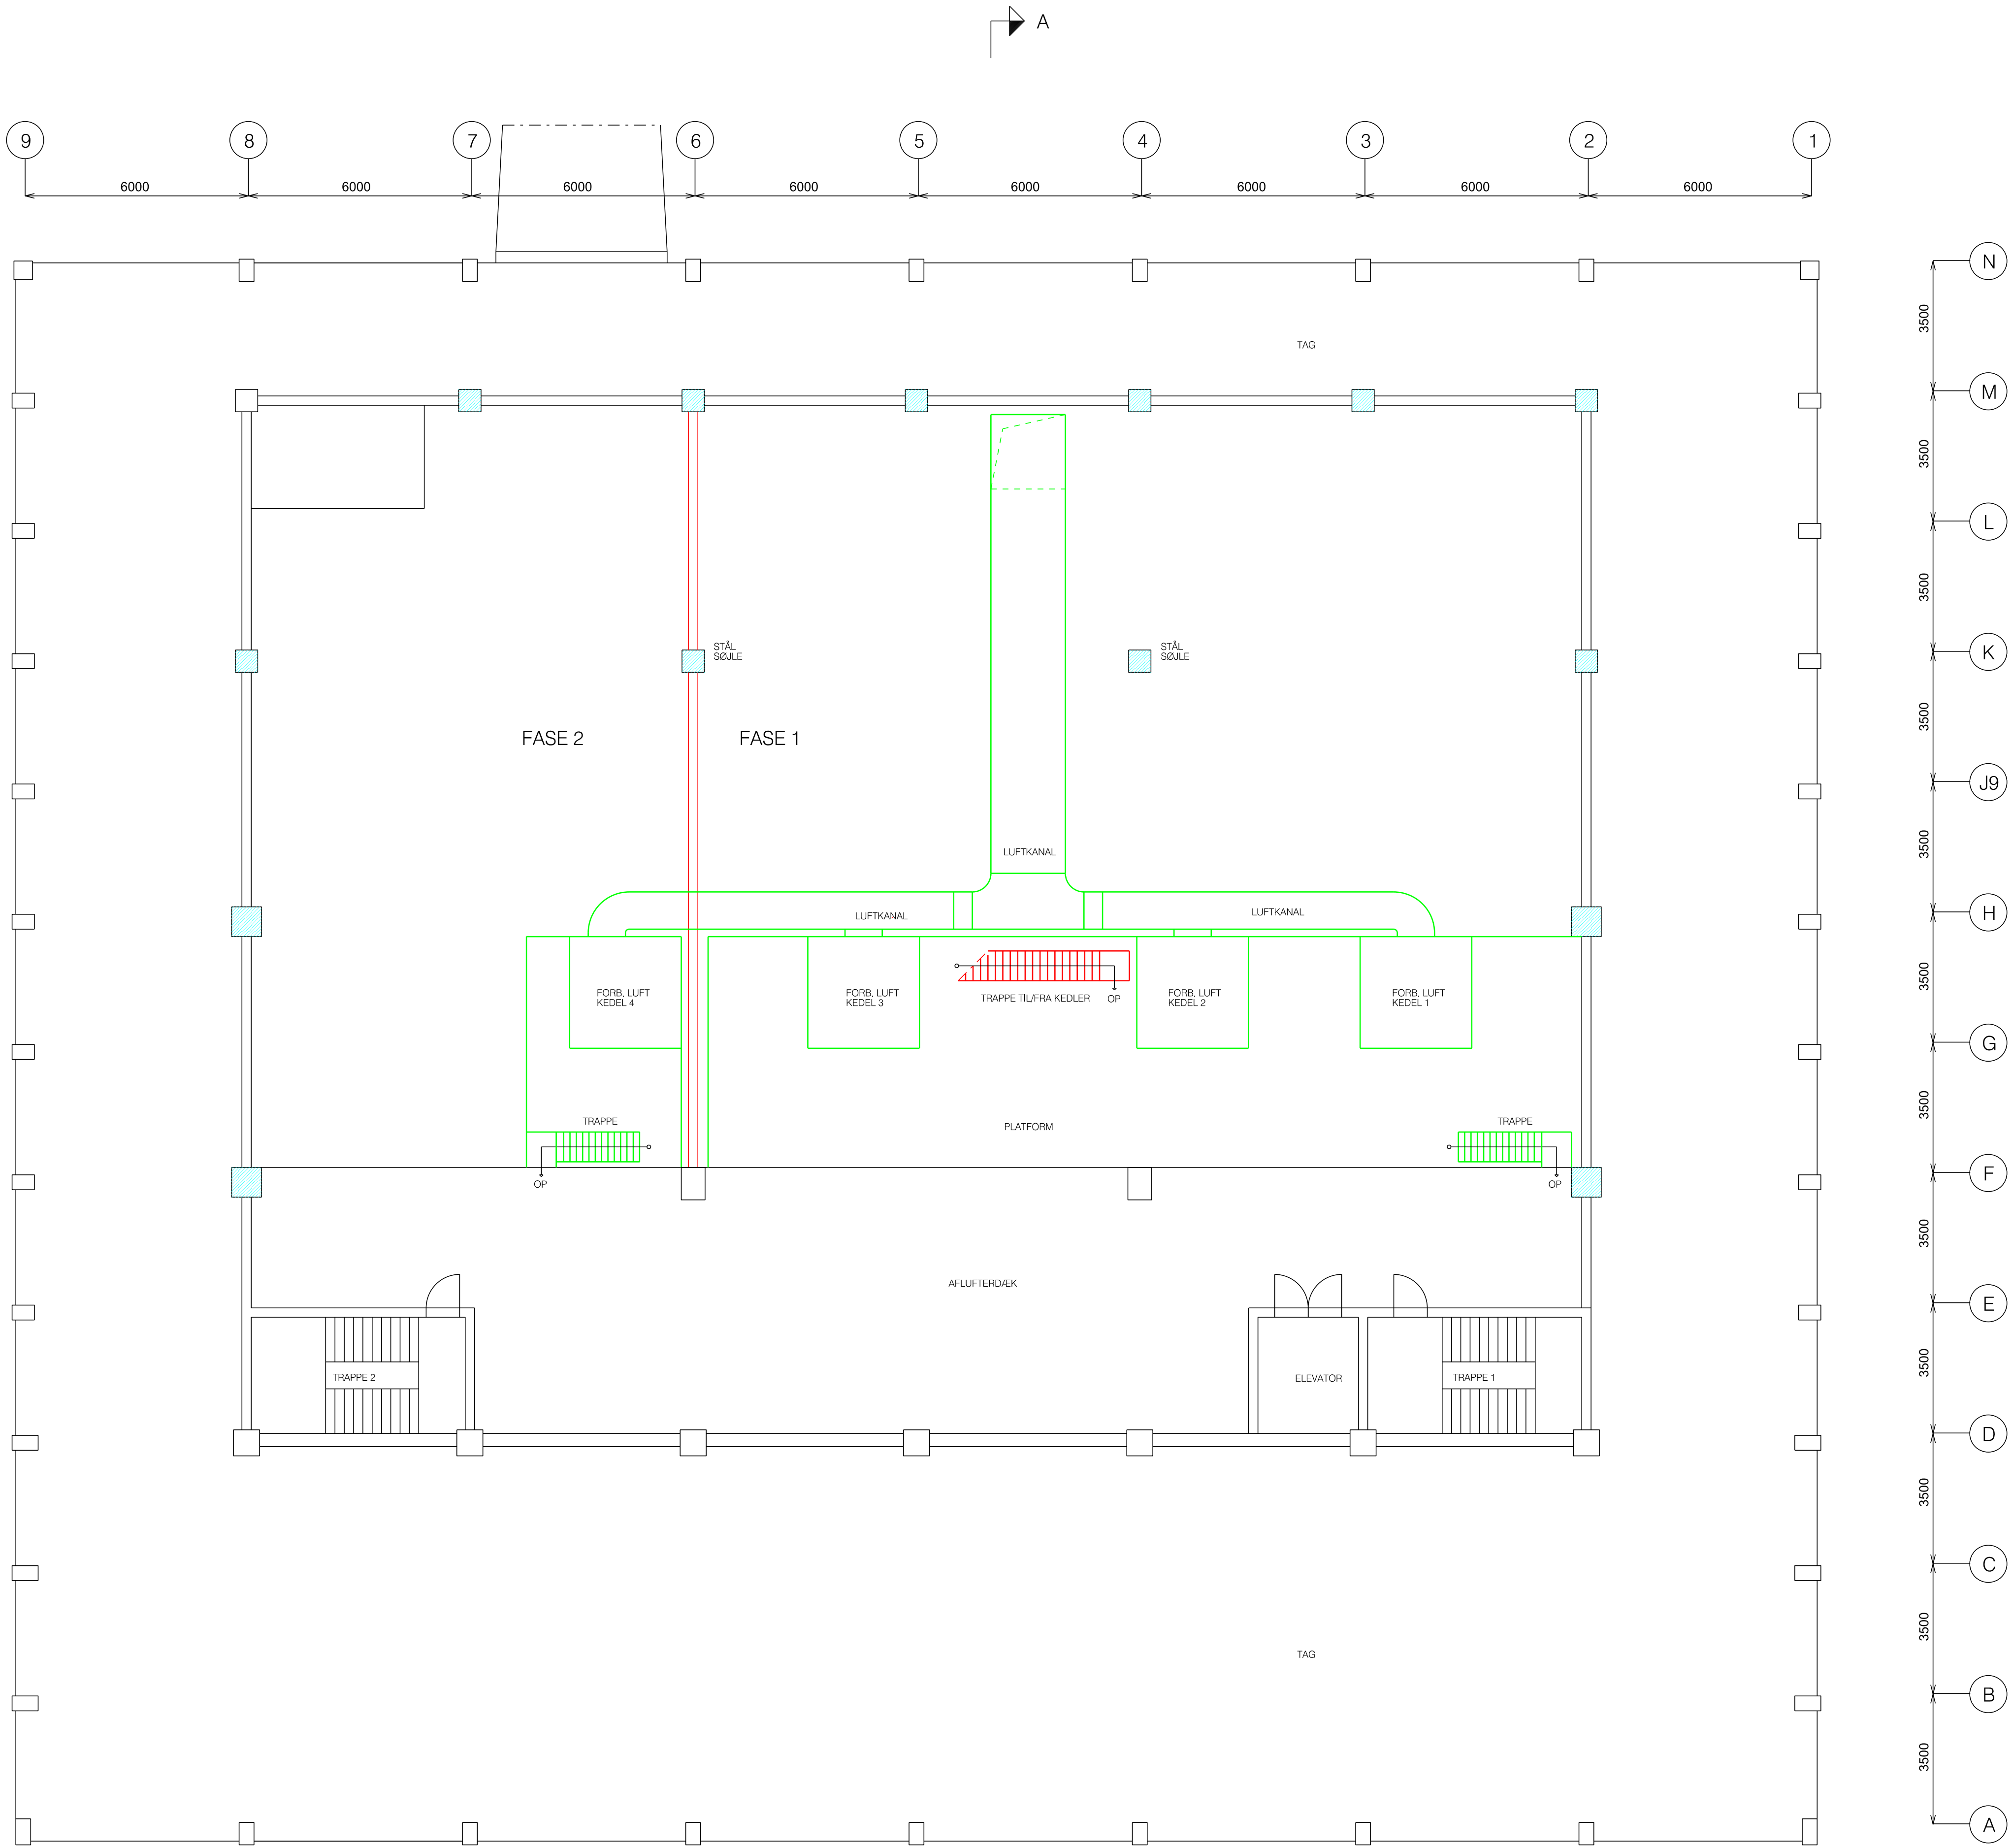 A
9
8
7
6
5
4
3
2
1
6000
6000
6000
6000
6000
6000
6000
6000
N
3500
TAG
M
3500
L
3500
STÅL
SØJLE
STÅL
SØJLE
K
3500
FASE 2
FASE 1
J9
3500
LUFTKANAL
LUFTKANAL
LUFTKANAL
H
3500
FORB. LUFT
KEDEL 4
FORB. LUFT
KEDEL 3
TRAPPE TIL/FRA KEDLER
OP
FORB. LUFT
KEDEL 2
FORB. LUFT
KEDEL 1
G
3500
TRAPPE
PLATFORM
TRAPPE
F
OP
OP
3500
AFLUFTERDÆK
E
3500
TRAPPE 2
ELEVATOR
TRAPPE 1
D
3500
C
3500
TAG
B
3500
A